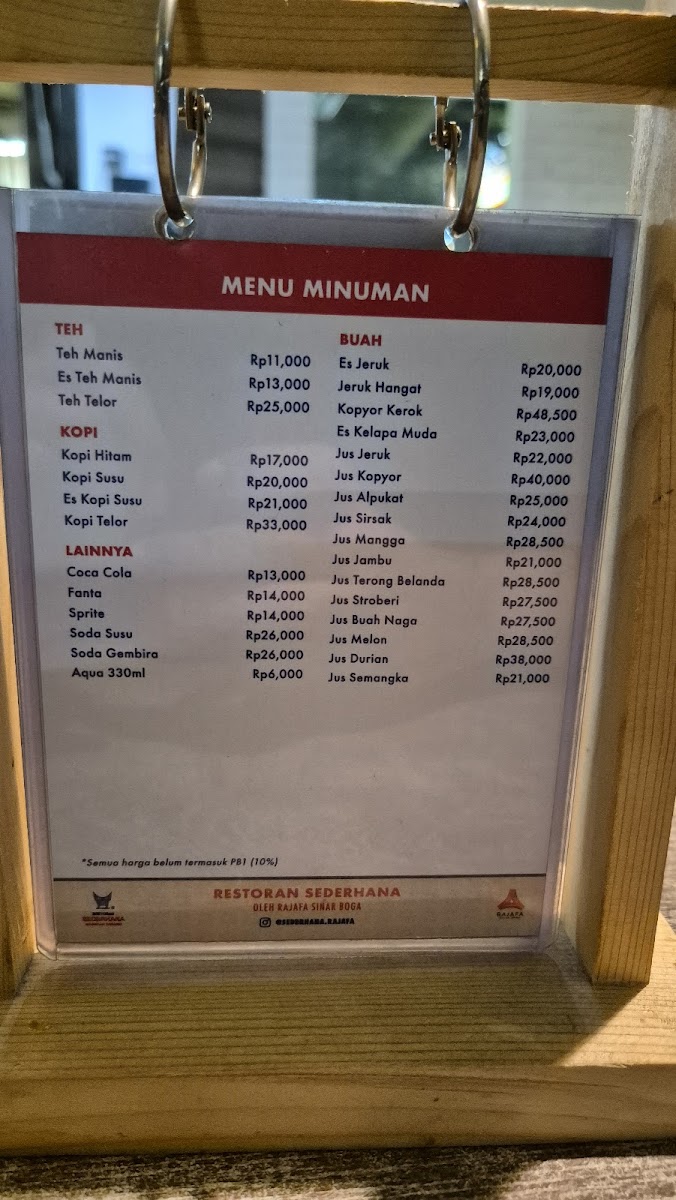 MENU MINUMAN
TEH
Teh Manis Rp11,000
Es Teh Manis Rp13,000
Teh Telor Rp25,000
KOPI
Kopi Hitam Rp17,000
Kopi Susu Rp20,000
Es Kopi Susu Rp21,000
Kopi Telor Rp33,000
LAINNYA
Coca Cola Rp13,000
Fanta Rp14,000
Sprite Rp14,000
Soda Susu Rp26,000
Soda Gembira Rp26,000
Aqua 330ml Rp6,000
BUAH
Es Jeruk Rp20,000
Jeruk Hangat Rp19,000
Kopyor Kerok Rp48,500
Es Kelapa Muda Rp23,000
Jus Jeruk Rp22,000
Jus Kopyor Rp40,000
Jus Alpukat Rp25,000
Jus Sirsak Rp24,000
Jus Mangga Rp28,500
Jus Jambu Rp21,000
Jus Terong Belanda Rp28,500
Jus Stroberi Rp27,500
Jus Buah Naga Rp27,500
Jus Melon Rp28,500
Jus Durian Rp38,000
Jus Semangka Rp21,000
*Semua harga belum termasuk PB1 (10%)
RESTORAN SEDERHANA
OLEH RAJAFA SINAR BOGA
@SEDERHANA.RAJAFA
RESTORAN
SEDERHANA
RAJAFA